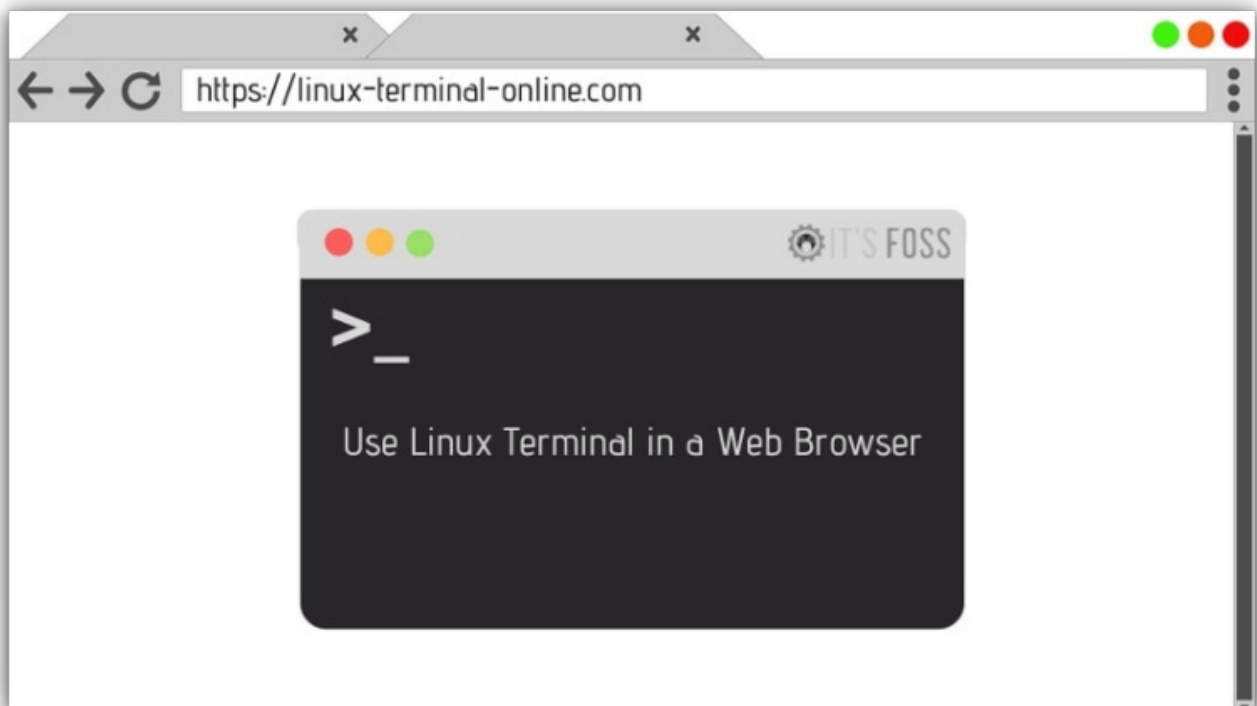 https://linux-terminal-online.com
IT'S FOSS
>_
Use Linux Terminal in a Web Browser